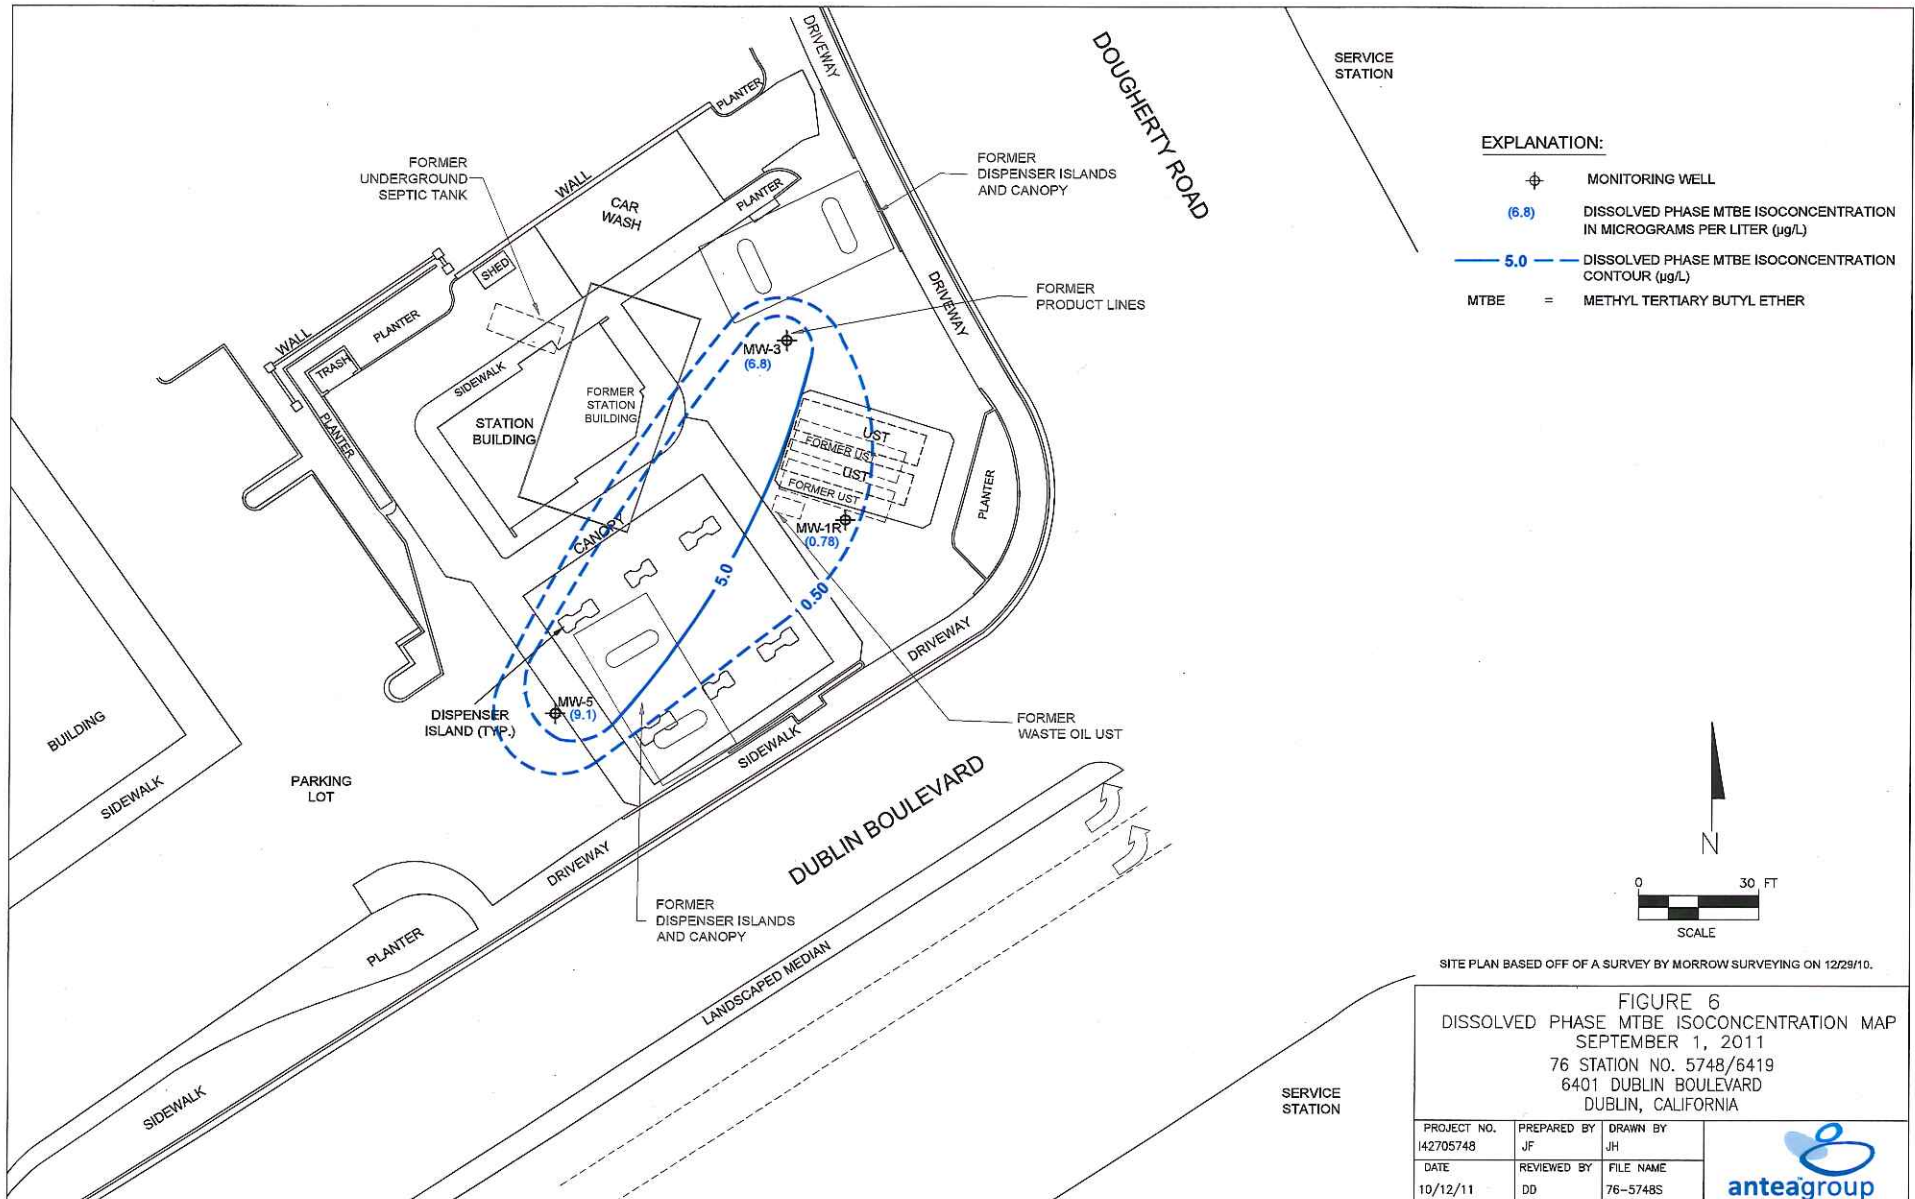 DRIVEWAY
DOUGHERTY ROAD
SERVICE
STATION
PLANTER
FORMER
UNDERGROUND
SEPTIC TANK
WALL
CAR
WASH
PLANTER
FORMER
DISPENSER ISLANDS
AND CANOPY
EXPLANATION:
MONITORING WELL
(6.8)
DISSOLVED PHASE MTBE ISOCONCENTRATION
IN MICROGRAMS PER LITER (µg/L)
5.0
DISSOLVED PHASE MTBE ISOCONCENTRATION
CONTOUR (µg/L)
MTBE = METHYL TERTIARY BUTYL ETHER
SHED
WALL
PLANTER
TRASH
PLANTER
SIDEWALK
STATION
BUILDING
FORMER
STATION
BUILDING
MW-3
(6.8)
FORMER
PRODUCT LINES
DRIVEWAY
UST
FORMER UST
UST
FORMER UST
PLANTER
MW-1R
(0.78)
CANOPY
5.0
0.50
DRIVEWAY
MW-5
(9.1)
DISPENSER
ISLAND (TYP.)
FORMER
WASTE OIL UST
SIDEWALK
DUBLIN BOULEVARD
BUILDING
SIDEWALK
PARKING
LOT
DRIVEWAY
FORMER
DISPENSER ISLANDS
AND CANOPY
PLANTER
LANDSCAPED MEDIAN
SIDEWALK
SERVICE
STATION
N
0 30 FT
SCALE
SITE PLAN BASED OFF OF A SURVEY BY MORROW SURVEYING ON 12/29/10.
FIGURE 6
DISSOLVED PHASE MTBE ISOCONCENTRATION MAP
SEPTEMBER 1, 2011
76 STATION NO. 5748/6419
6401 DUBLIN BOULEVARD
DUBLIN, CALIFORNIA
PROJECT NO.
I42705748
PREPARED BY
JF
DRAWN BY
JH
DATE
10/12/11
REVIEWED BY
DD
FILE NAME
76-5748S
anteagroup